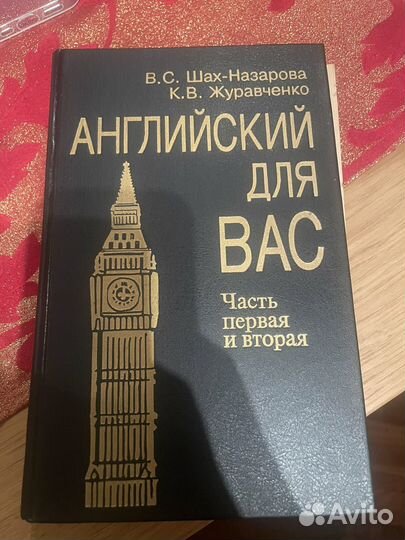 В.С. Шах-Назарова
К.В. Журавченко
АНГЛИЙСКИЙ
ДЛЯ
ВАС
Часть
первая
и вторая
Avito